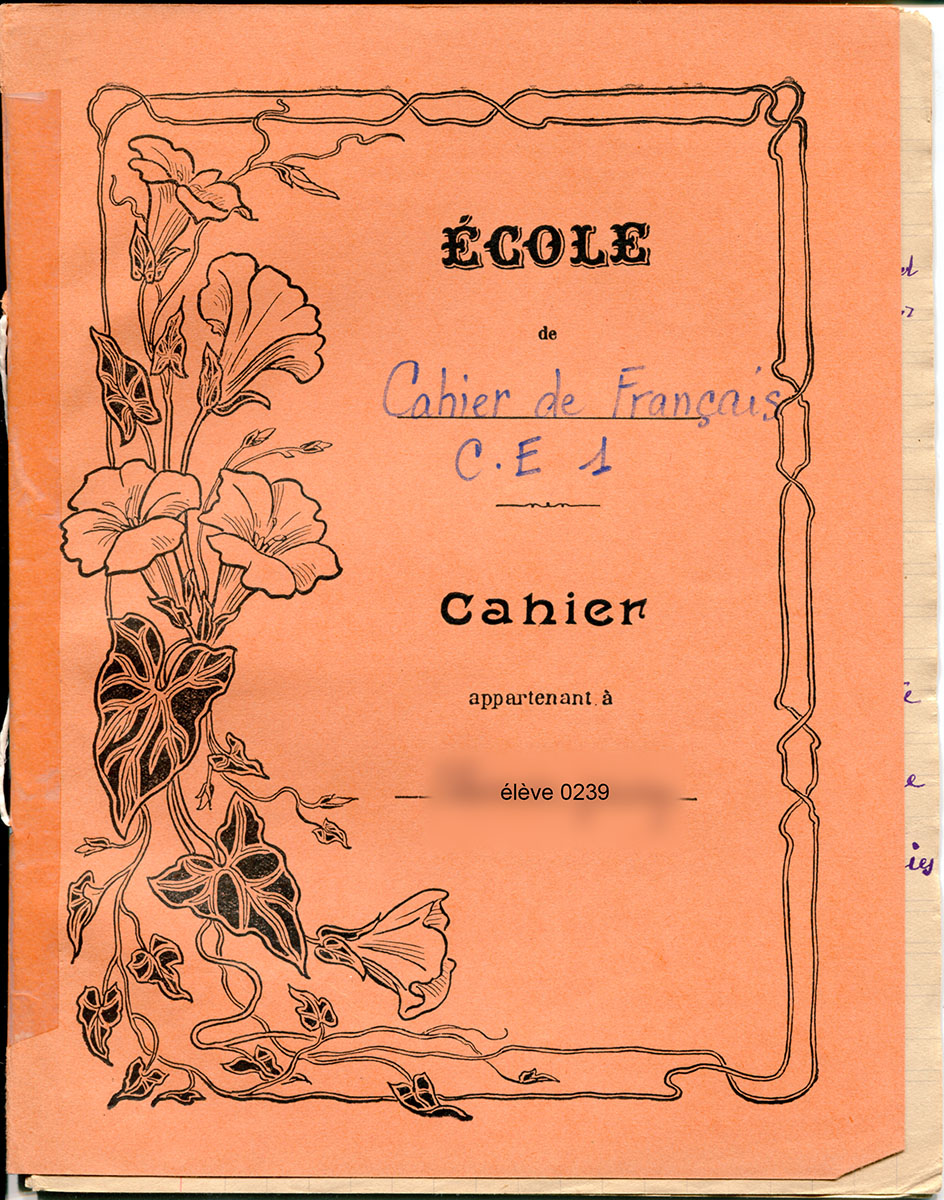 ÉCOLE
de
Cahier de Français
C.E 1
Cahier
appartenant à
élève 0239